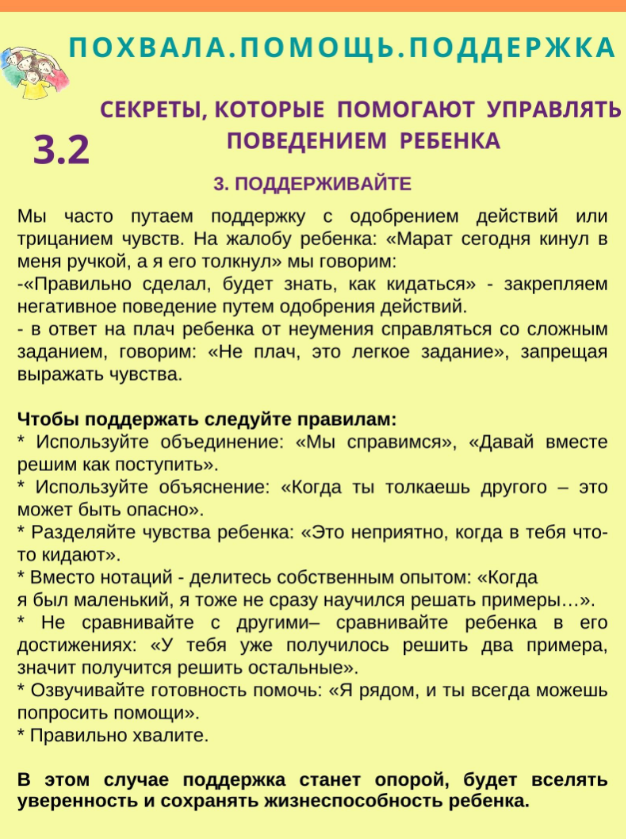 ПОХВАЛА.ПОМОЩЬ.ПОДДЕРЖКА
СЕКРЕТЫ, КОТОРЫЕ ПОМОГАЮТ УПРАВЛЯТЬ
ПОВЕДЕНИЕМ РЕБЕНКА
3.2
3. ПОДДЕРЖИВАЙТЕ
Мы часто путаем поддержку с одобрением действий или
трицанием чувств. На жалобу ребенка: «Марат сегодня кинул в
меня ручкой, а я его толкнул» мы говорим:
-«Правильно сделал, будет знать, как кидаться» - закрепляем
негативное поведение путем одобрения действий.
- в ответ на плач ребенка от неумения справляться со сложным
заданием, говорим: «Не плач, это легкое задание», запрещая
выражать чувства.
Чтобы поддержать следуйте правилам:
* Используйте объединение: «Мы справимся», «Давай вместе
решим как поступить».
* Используйте объяснение: «Когда ты толкаешь другого – это
может быть опасно».
* Разделяйте чувства ребенка: «Это неприятно, когда в тебя что-
то кидают».
* Вместо нотаций - делитесь собственным опытом: «Когда
я был маленький, я тоже не сразу научился решать примеры…».
* Не сравнивайте с другими– сравнивайте ребенка в его
достижениях: «У тебя уже получилось решить два примера,
значит получится решить остальные».
* Озвучивайте готовность помочь: «Я рядом, и ты всегда можешь
попросить помощи».
* Правильно хвалите.
В этом случае поддержка станет опорой, будет вселять
уверенность и сохранять жизнеспособность ребенка.